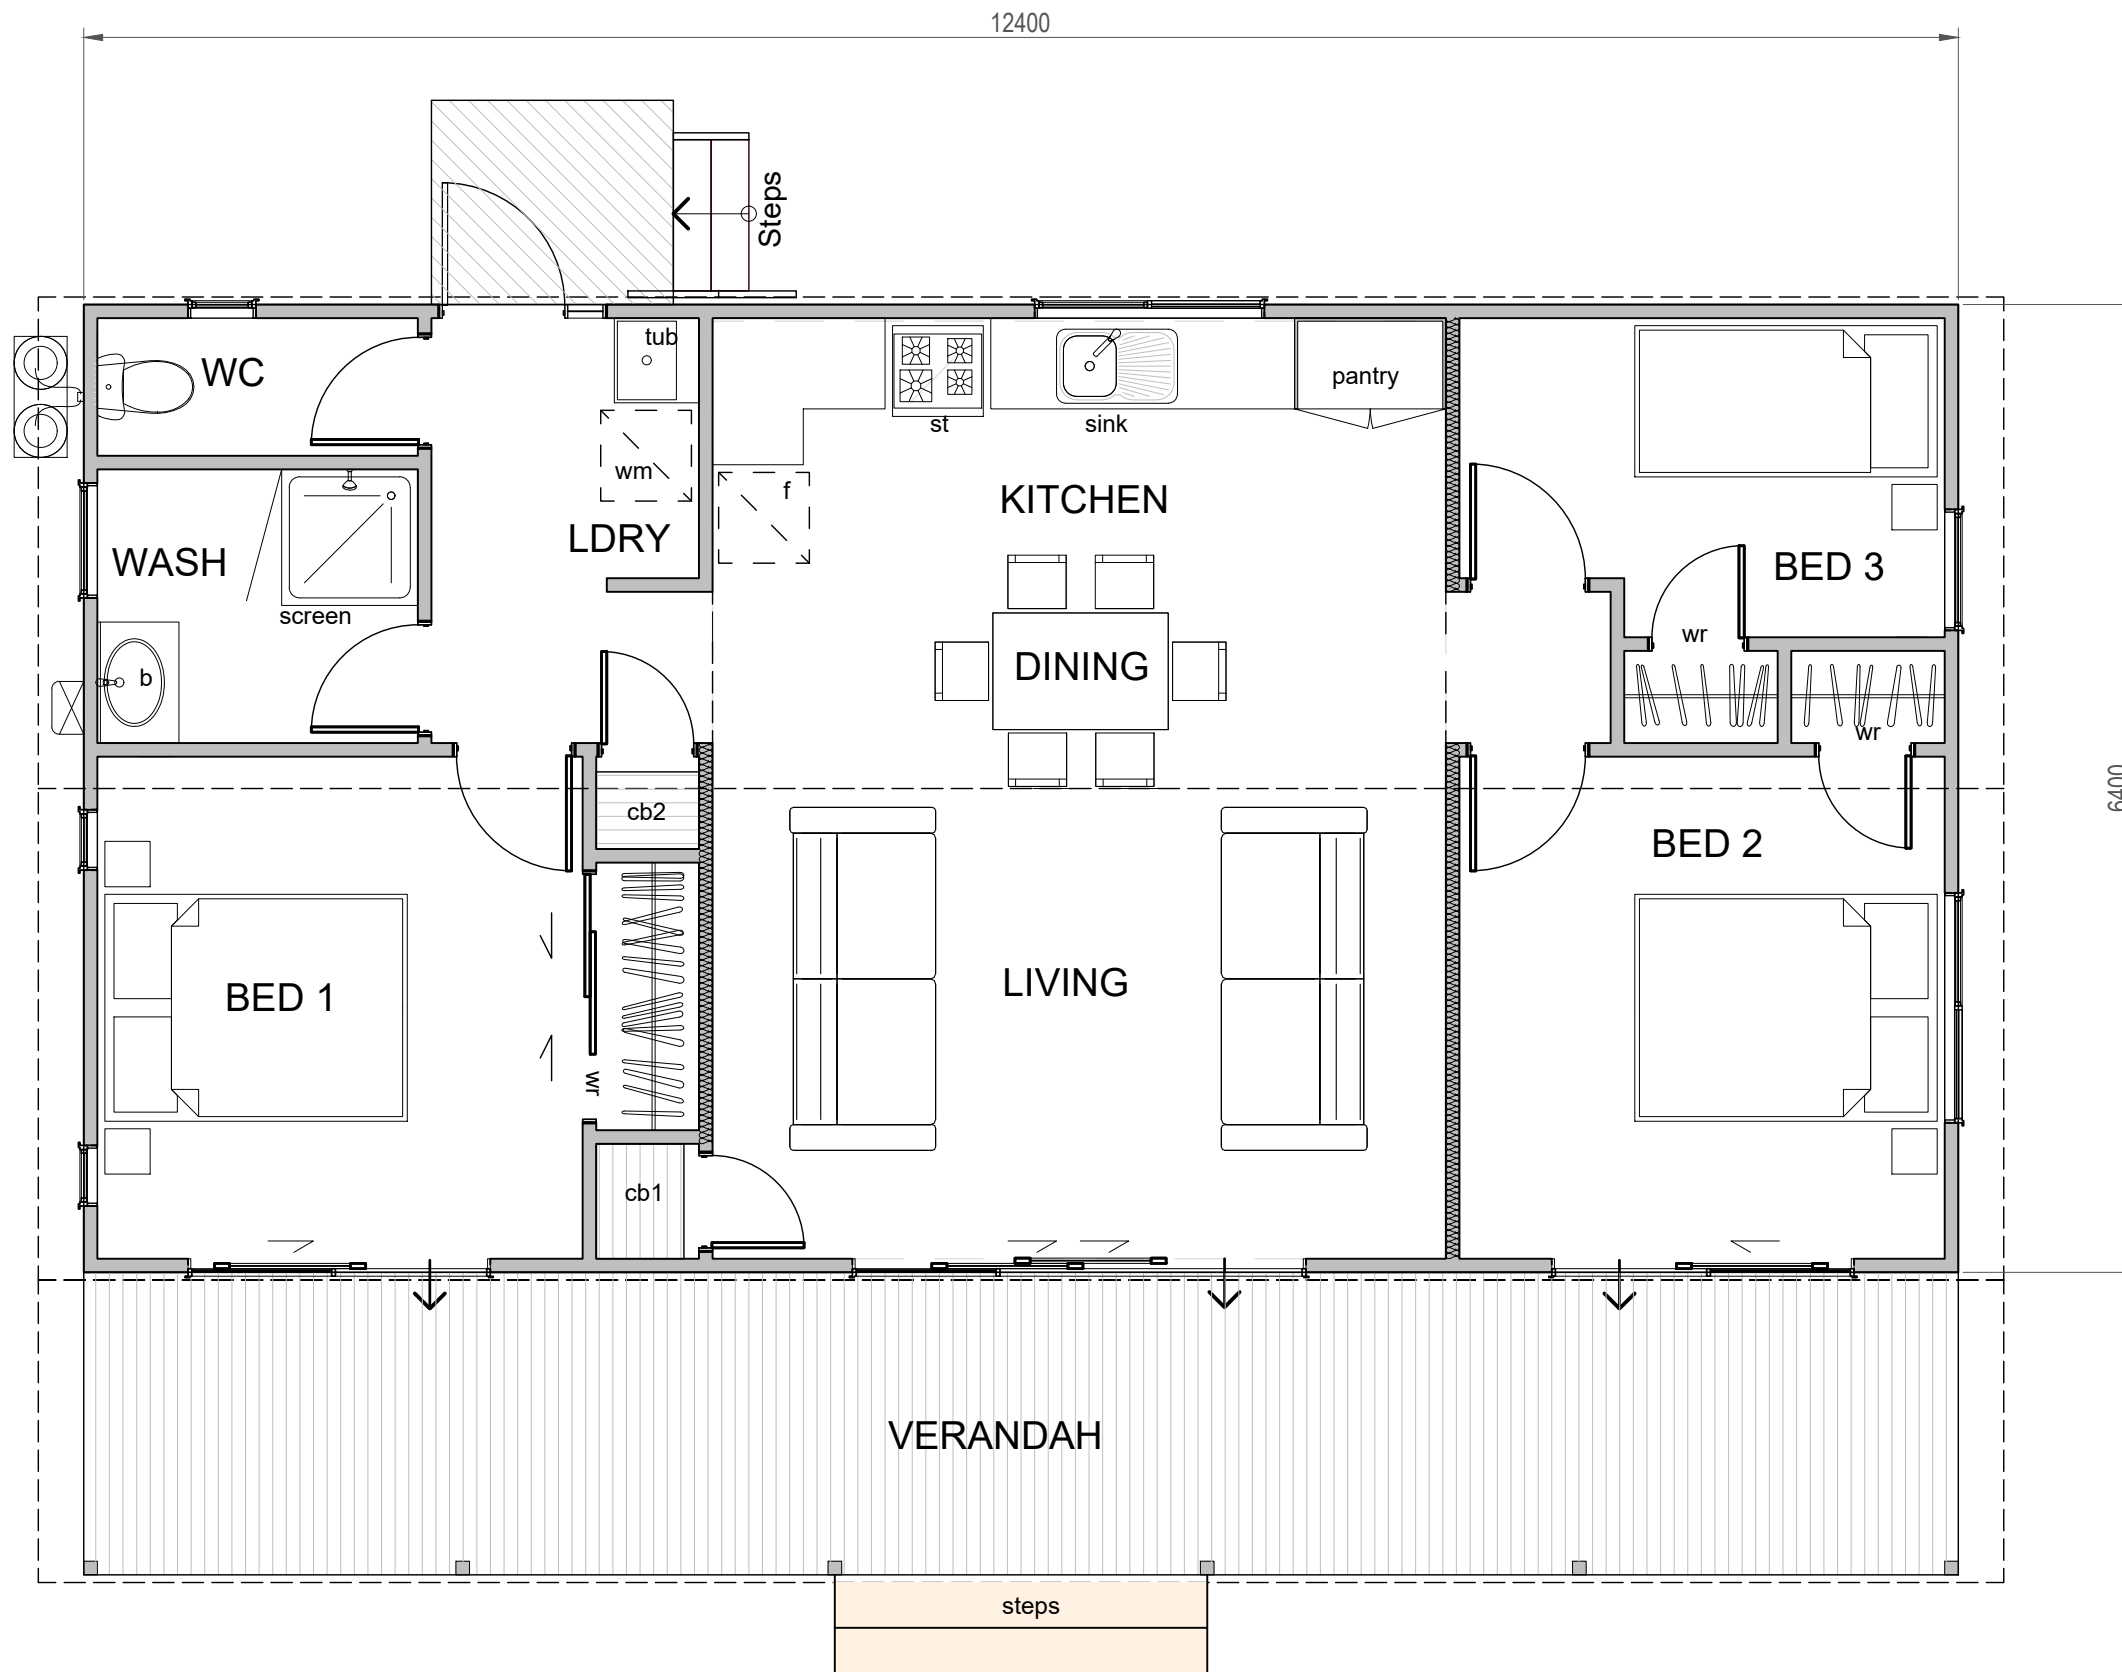 12400
Steps
tub
WC
pantry
st
sink
wm
f
KITCHEN
LDRY
WASH
BED 3
screen
wr
DINING
b
wr
6400
cb2
BED 2
LIVING
BED 1
wr
cb1
VERANDAH
steps